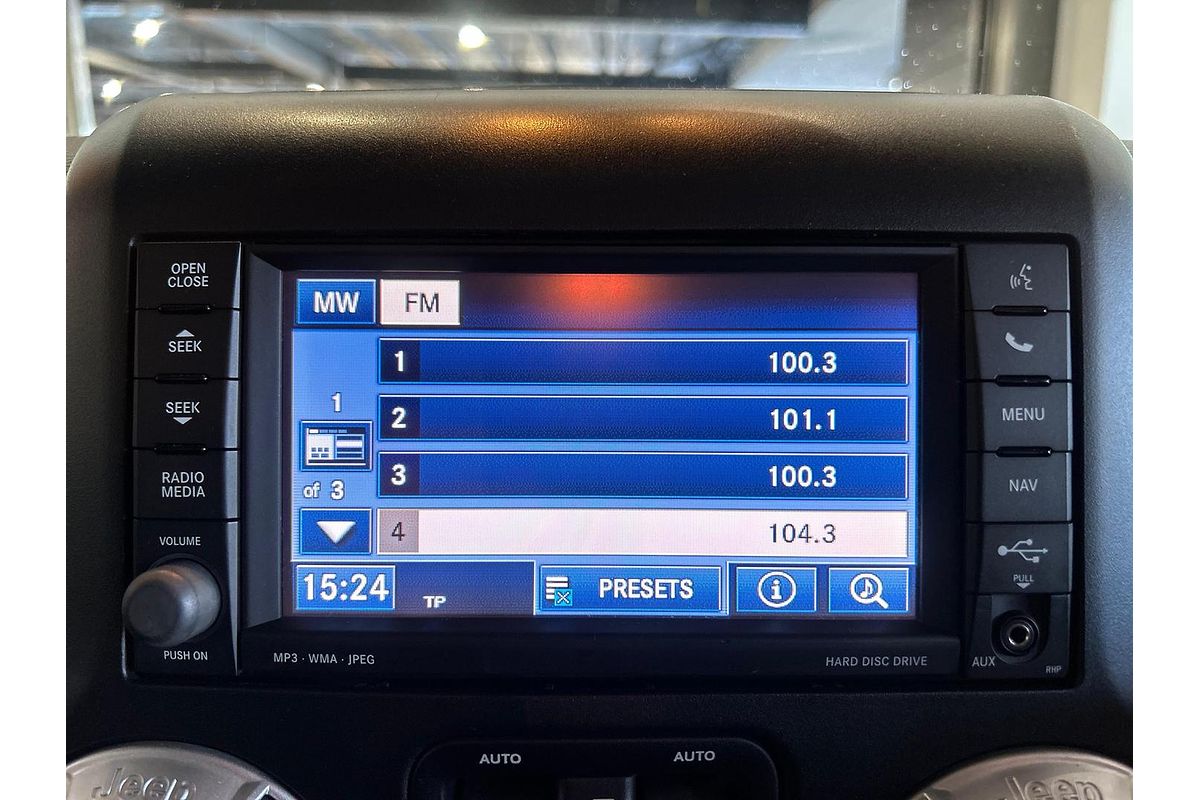 OPEN
CLOSE
SEEK
SEEK
RADIO
MEDIA
VOLUME
PUSH ON
MW FM
1 100.3
2 101.1
3 100.3
4 104.3
1
of 3
15:24 TP PRESETS i
MP3 · WMA · JPEG
HARD DISC DRIVE
MENU
NAV
PULL
AUX
RHP
AUTO AUTO
Jeep Jeep